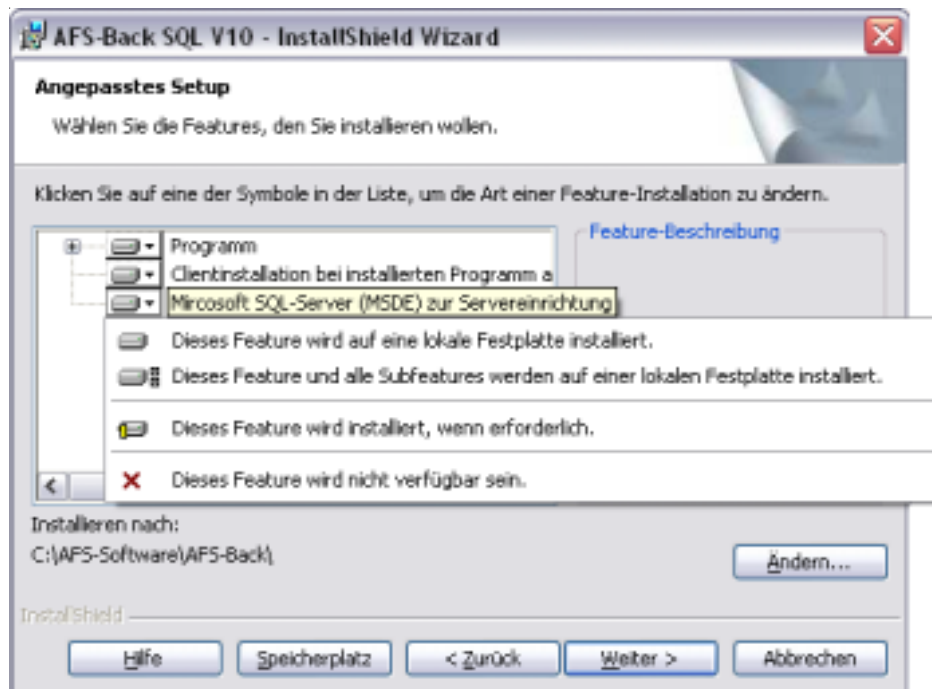 AFS-Back SQL V10 - InstallShield Wizard
Angepasstes Setup
Wählen Sie die Features, den Sie installieren wollen.
Klicken Sie auf eine der Symbole in der Liste, um die Art einer Feature-Installation zu ändern.
Feature-Beschreibung
Programm
Clientinstallation bei installierten Programm a
Mircosoft SQL-Server (MSDE) zur Servereinrichtung
Dieses Feature wird auf eine lokale Festplatte installiert.
Dieses Feature und alle Subfeatures werden auf einer lokalen Festplatte installiert.
Dieses Feature wird installiert, wenn erforderlich.
Dieses Feature wird nicht verfügbar sein.
Installieren nach:
C:\AFS-Software\AFS-Back\
Ändern...
InstallShield
Hilfe
Speicherplatz
< Zurück
Weiter >
Abbrechen